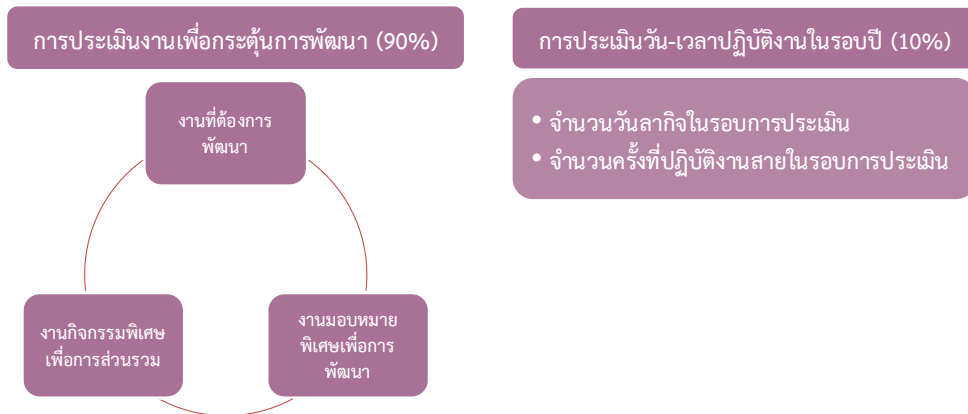 การประเมินงานเพื่อกระตุ้นการพัฒนา (90%)
งานที่ต้องการ
พัฒนา
งานกิจกรรมพิเศษ
เพื่อการส่วนรวม
งานมอบหมาย
พิเศษเพื่อการ
พัฒนา
การประเมินวัน-เวลาปฏิบัติงานในรอบปี (10%)
• จำนวนวันลากิจในรอบการประเมิน
• จำนวนครั้งที่ปฏิบัติงานสายในรอบการประเมิน